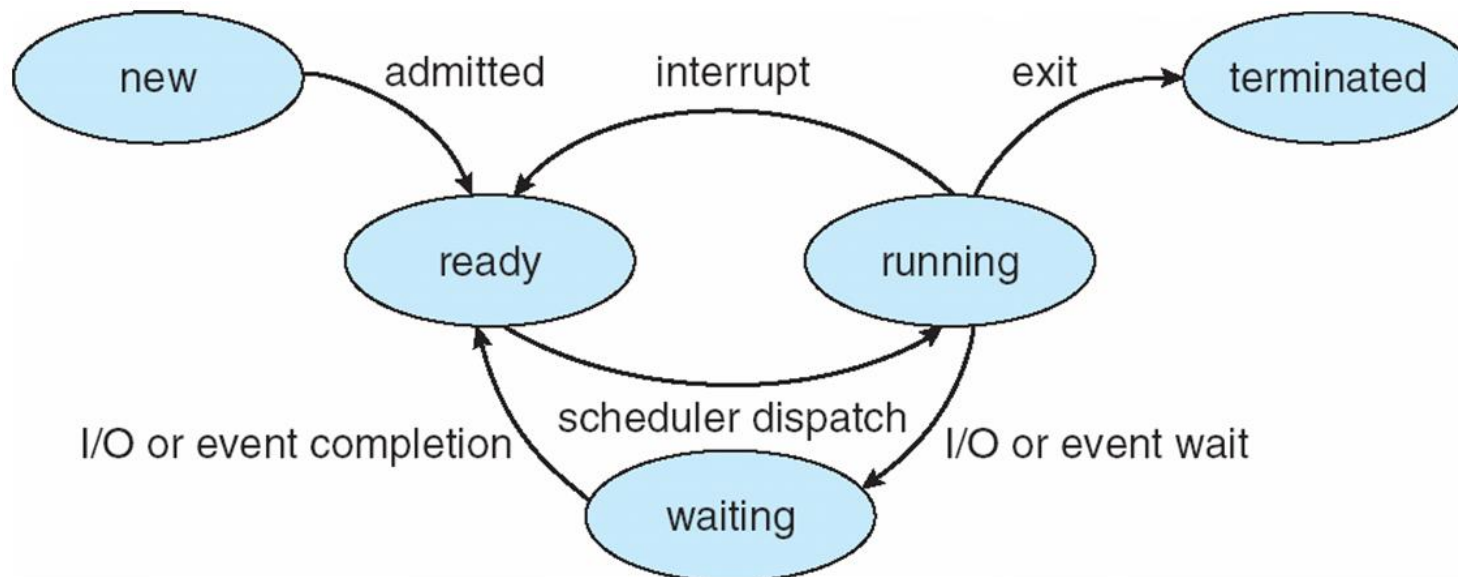 new
admitted
interrupt
exit
terminated
ready
running
scheduler dispatch
I/O or event completion
I/O or event wait
waiting